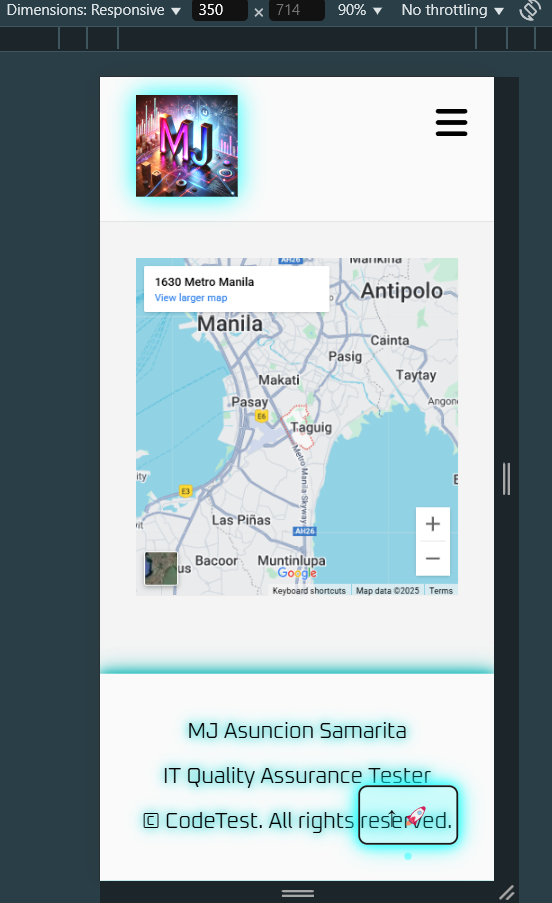 Dimensions: Responsive ▼ 350 × 714 90% ▼ No throttling ▼
MJ
1630 Metro Manila
View larger map
AH26
Marikina
Antipolo
Manila
Cainta
Pasig
Taytay
Makati
Pasay
Angono
E6
Taguig
Metro Manila Skyway
E3
Las Piñas
AH26
Bacoor
Muntinlupa
us
Google
Keyboard shortcuts
Map data ©2025
Terms
MJ Asuncion Samarita
IT Quality Assurance Tester
© CodeTest. All rights reserved.